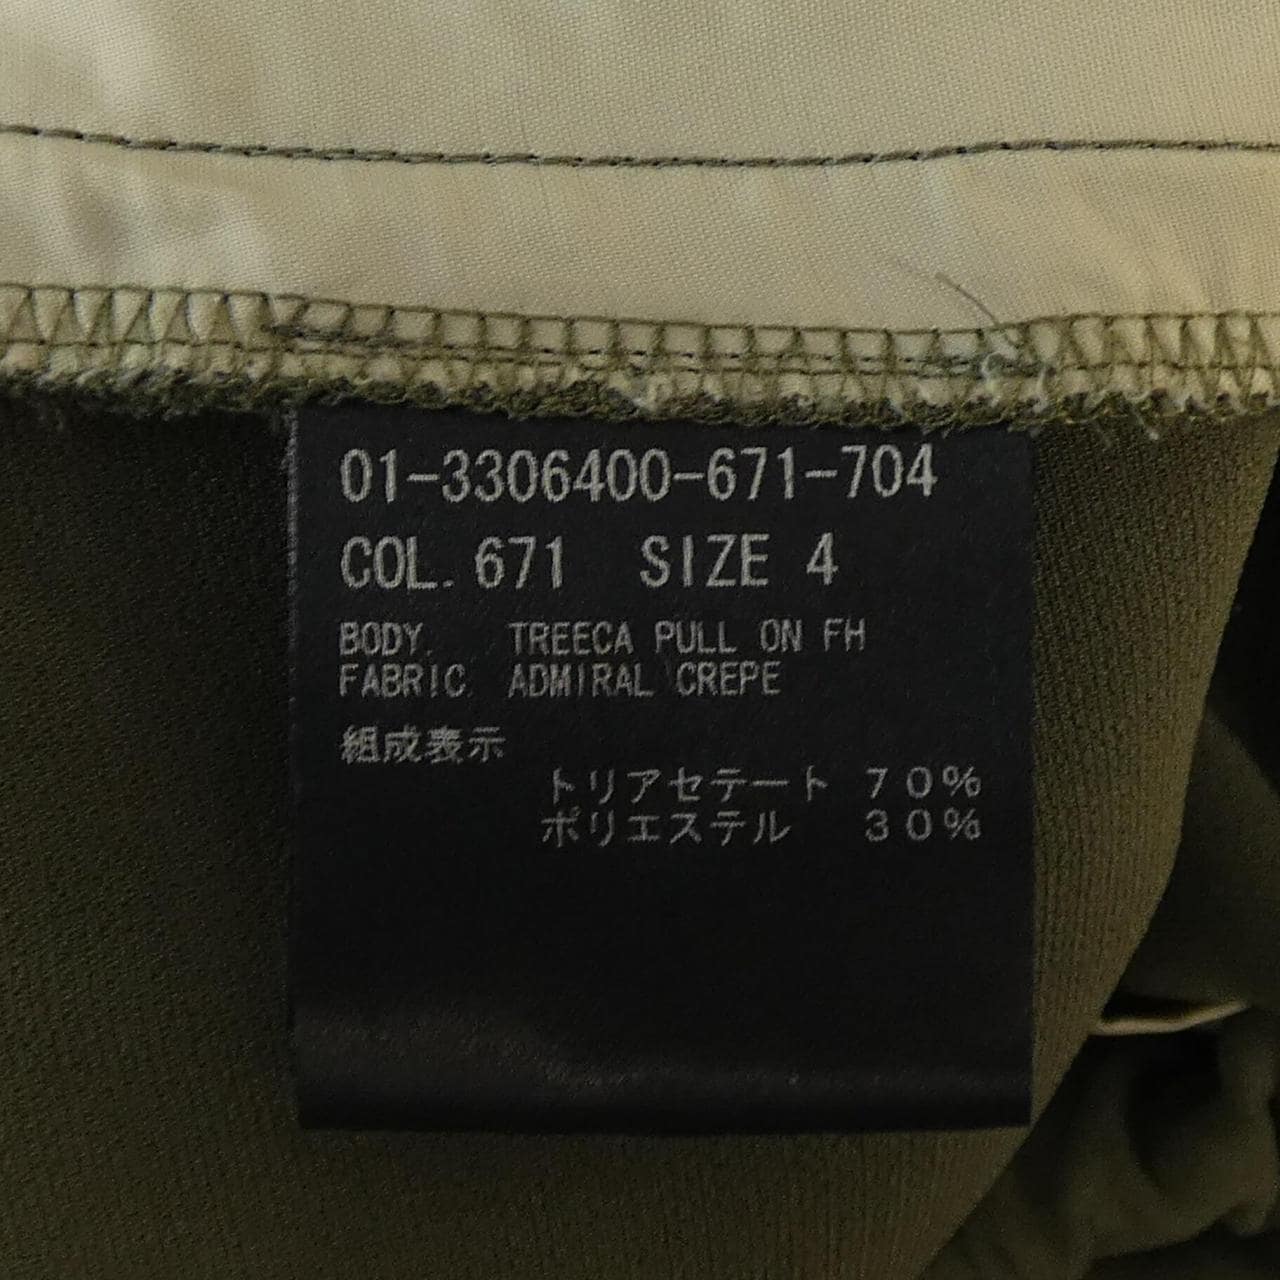 01-3306400-671-704
COL. 671 SIZE 4
BODY. TREECA PULL ON FH
FABRIC ADMIRAL CREPE
組成表示
トリアセテート 70%
ポリエステル 30%